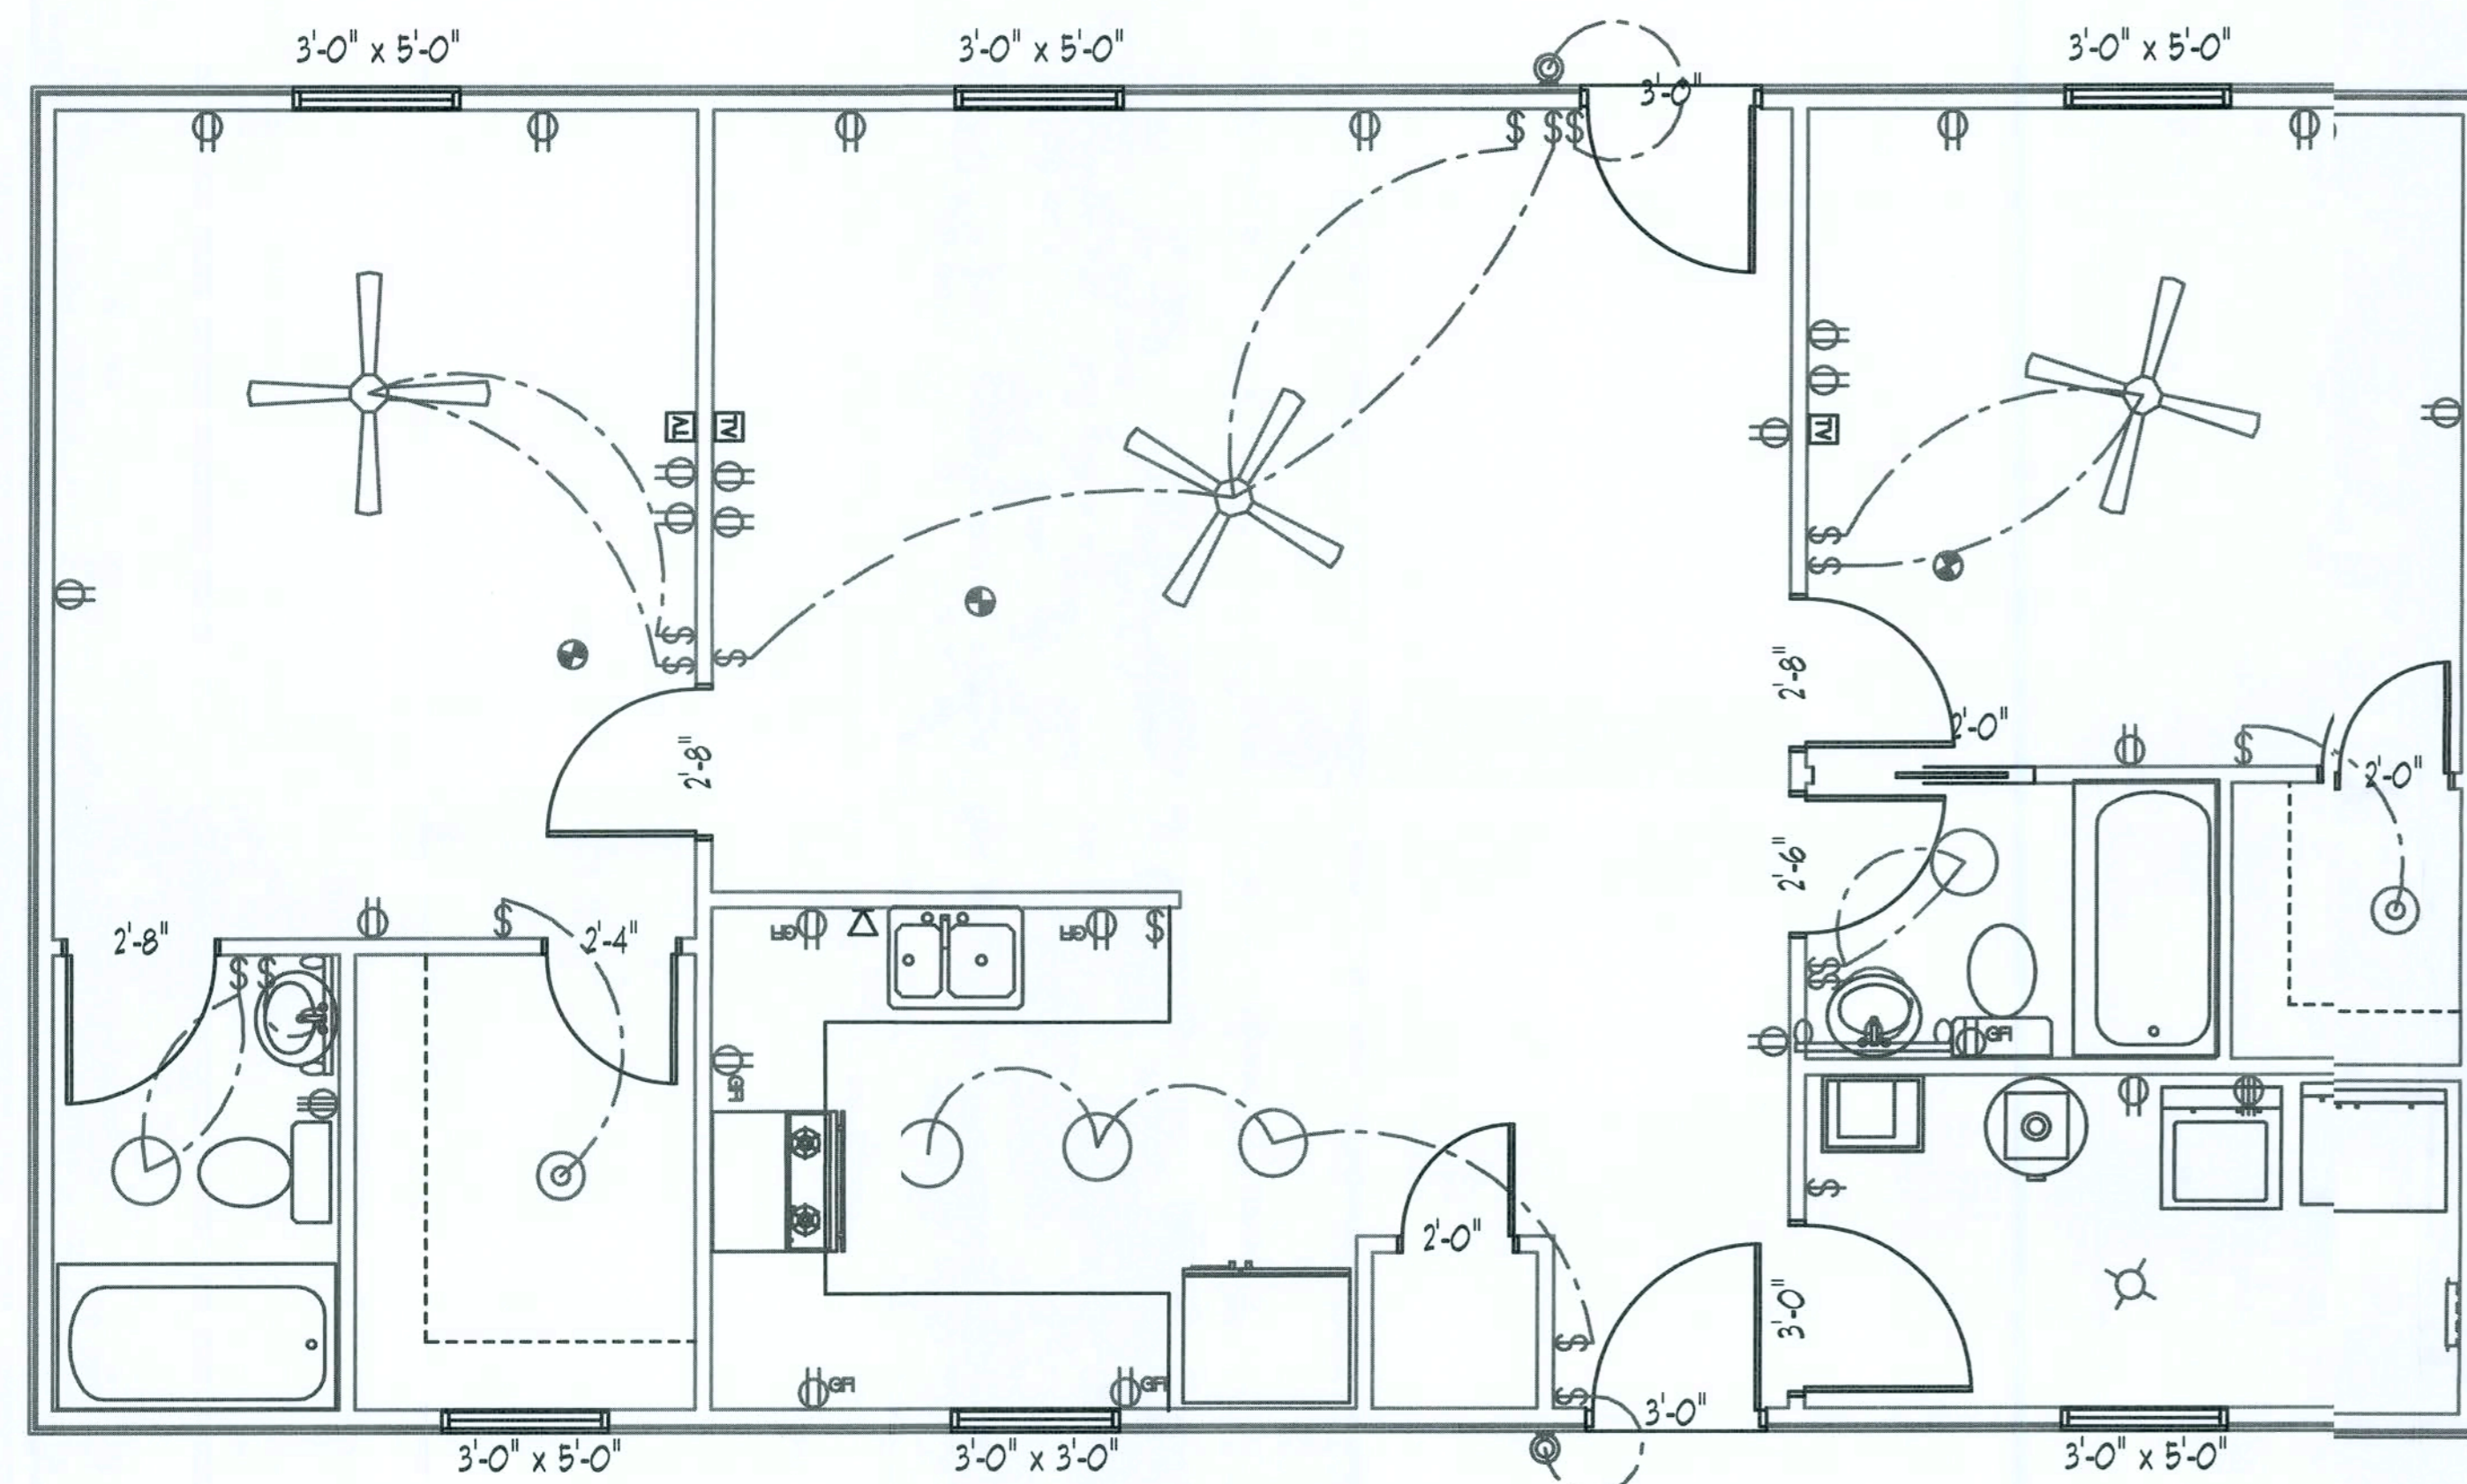 3'-0" x 5'-0"
3'-0" x 5'-0"
3'-0"
3'-0" x 5'-0"
$ $ $
TV
TV
TV
$
$
$
$
$
2'-8"
2'-0"
2'-8"
$
2'-0"
2'-6"
2'-8"
$
2'-4"
GFI
GFI
$
$ $
$
$
GFI
GFI
$
2'-0"
3'-0"
$
GFI
GFI
$
3'-0"
3'-0" x 5'-0"
3'-0" x 3'-0"
3'-0" x 5'-0"